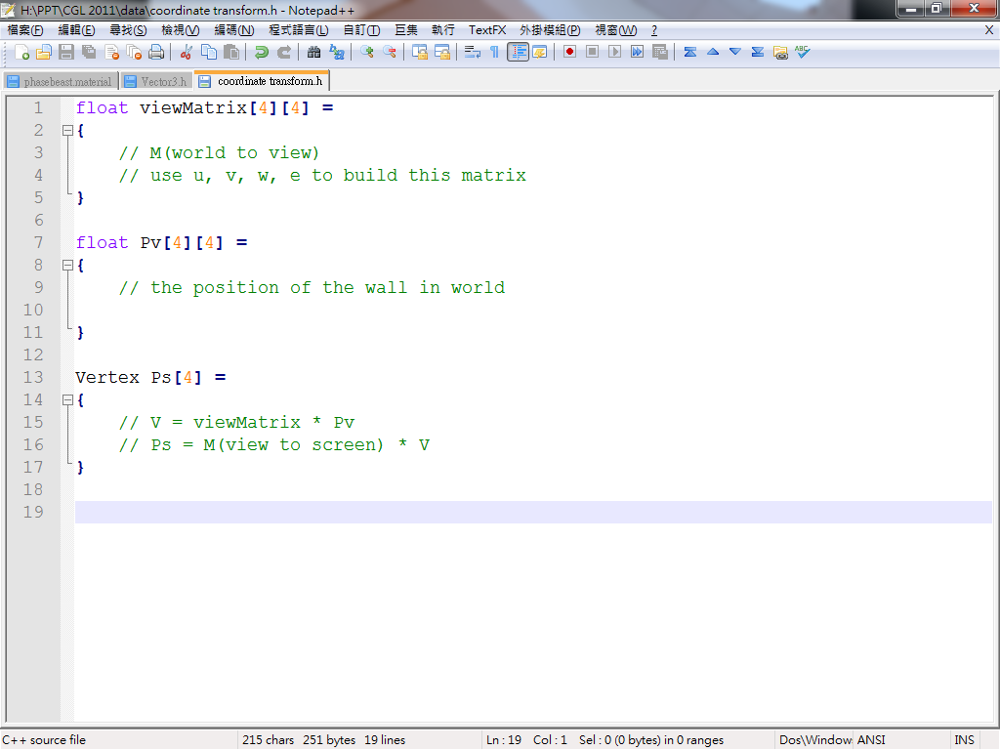 H:\PPT\CGL 2011\data\coordinate transform.h - Notepad++
檔案(F) 編輯(E) 尋找(S) 檢視(V) 編碼(N) 程式語言(L) 自訂(T) 巨集 執行 TextFX 外掛模組(P) 視窗(W) ? X
phasebeast.material Vector3.h coordinate transform.h
1 float viewMatrix[4][4] =
2 {
3 // M(world to view)
4 // use u, v, w, e to build this matrix
5 }
6
7 float Pv[4][4] =
8 {
9 // the position of the wall in world
10
11 }
12
13 Vertex Ps[4] =
14 {
15 // V = viewMatrix * Pv
16 // Ps = M(view to screen) * V
17 }
18
19
C++ source file 215 chars 251 bytes 19 lines Ln : 19 Col : 1 Sel : 0 (0 bytes) in 0 ranges Dos\Window ANSI INS